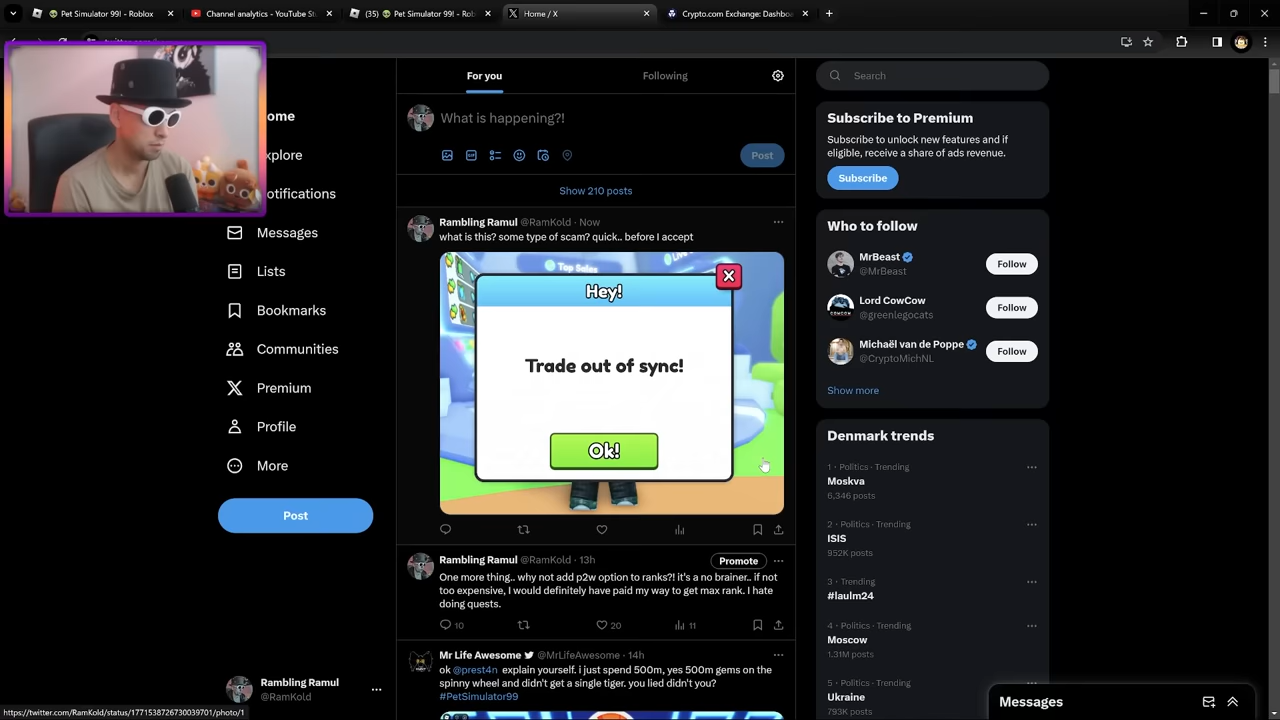 Pet Simulator 99! - Roblox
Channel analytics - YouTube St
(35) Pet Simulator 99! - Rob
Home / X
Crypto.com Exchange: Dashboa
ome
xplore
otifications
Messages
Lists
Bookmarks
Communities
Premium
Profile
More
Post
Rambling Ramul
@RamKold
https://twitter.com/RamKold/status/1771538726730039701/photo/1
For you
Following
What is happening?!
Post
Show 210 posts
Rambling Ramul @RamKold · Now
what is this? some type of scam? quick.. before I accept
Top Sales
Hey!
Trade out of sync!
Ok!
Rambling Ramul @RamKold · 13h
Promote
One more thing.. why not add p2w option to ranks?! it's a no brainer.. if not
too expensive, I would definitely have paid my way to get max rank. I hate
doing quests.
10
20
11
Mr Life Awesome @MrLifeAwesome · 14h
ok @prest4n explain yourself. i just spend 500m, yes 500m gems on the
spinny wheel and didn't get a single tiger. you lied didn't you?
#PetSimulator99
Search
Subscribe to Premium
Subscribe to unlock new features and if
eligible, receive a share of ads revenue.
Subscribe
Who to follow
MrBeast
@MrBeast
Follow
Lord CowCow
@greenlegocats
Follow
Michaël van de Poppe
@CryptoMichNL
Follow
Show more
Denmark trends
1 · Politics · Trending
Moskva
6,346 posts
2 · Politics · Trending
ISIS
952K posts
3 · Trending
#laulm24
4 · Politics · Trending
Moscow
1.31M posts
5 · Politics · Trending
Ukraine
793K posts
Messages